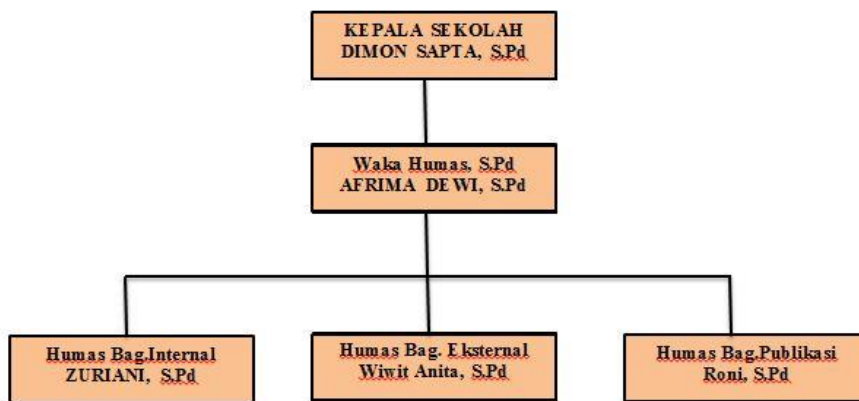 KEPALA SEKOLAH
DIMON SAPTA, S.Pd
Waka Humas, S.Pd
AFRIMA DEWI, S.Pd
Humas Bag.Internal
ZURIANI, S.Pd
Humas Bag. Eksternal
Wiwit Anita, S.Pd
Humas Bag.Publikasi
Roni, S.Pd